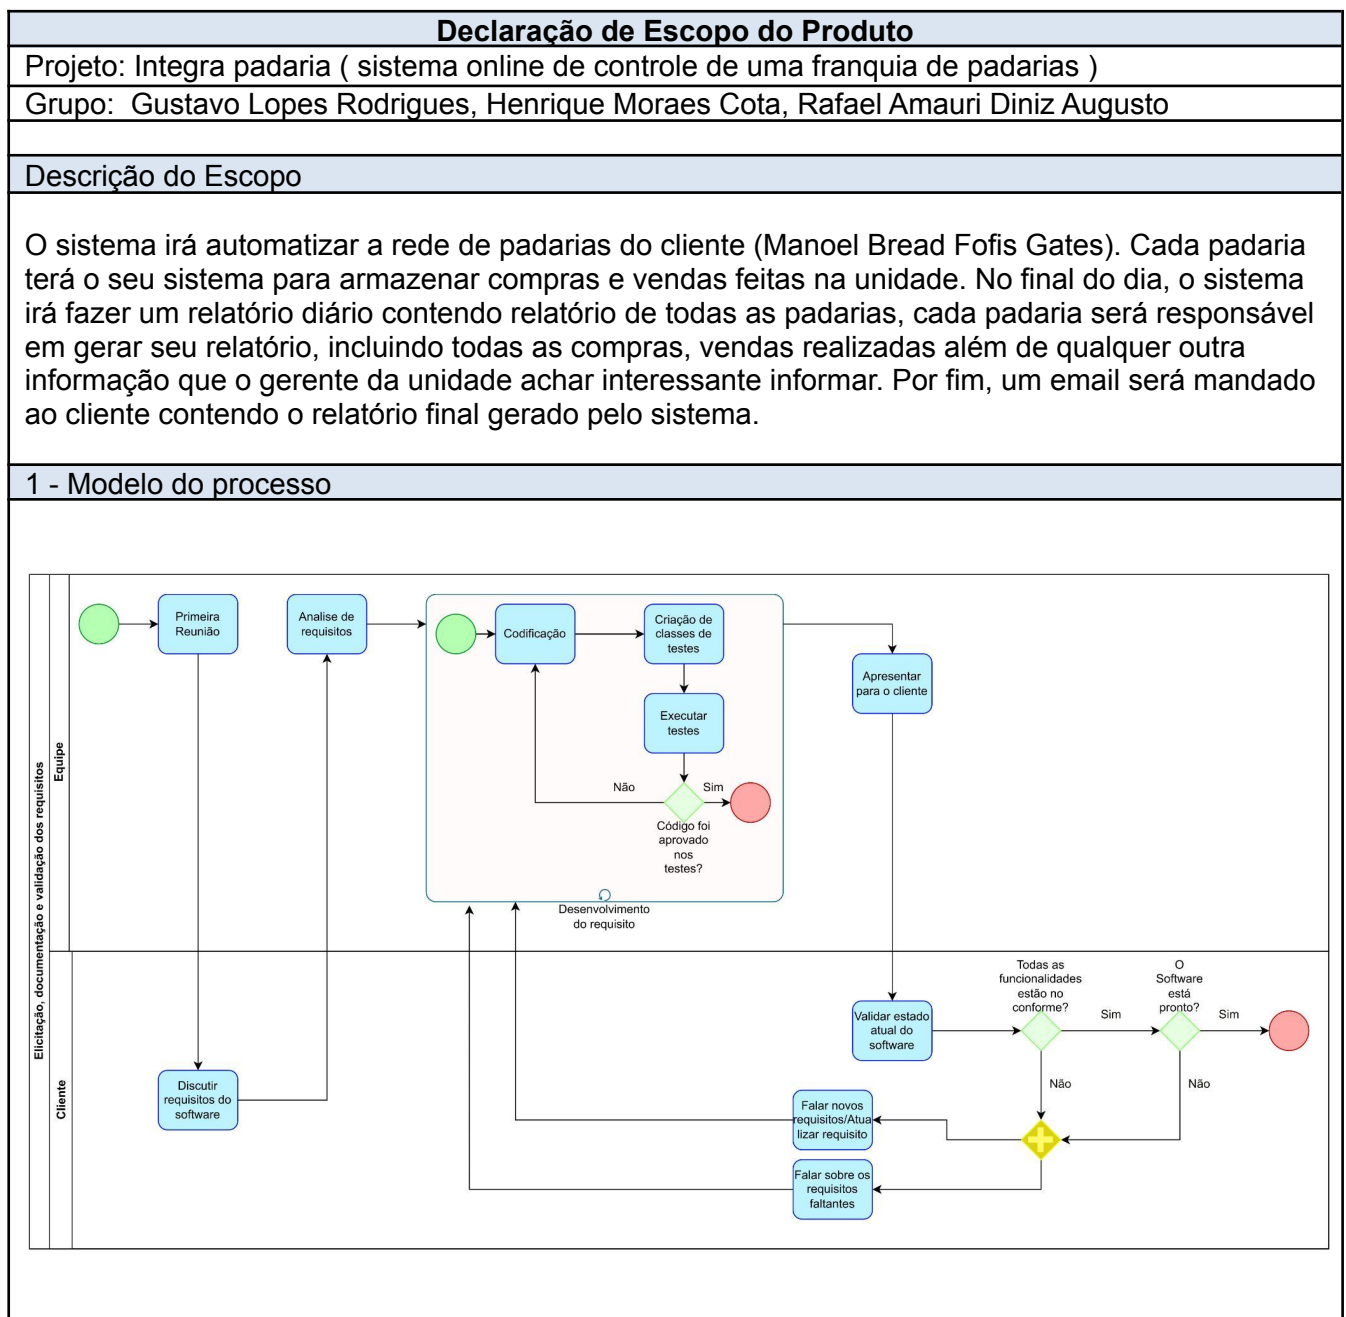 Declaração de Escopo do Produto
Projeto: Integra padaria ( sistema online de controle de uma franquia de padarias )
Grupo: Gustavo Lopes Rodrigues, Henrique Moraes Cota, Rafael Amauri Diniz Augusto
Descrição do Escopo
O sistema irá automatizar a rede de padarias do cliente (Manoel Bread Fofis Gates). Cada padaria
terá o seu sistema para armazenar compras e vendas feitas na unidade. No final do dia, o sistema
irá fazer um relatório diário contendo relatório de todas as padarias, cada padaria será responsável
em gerar seu relatório, incluindo todas as compras, vendas realizadas além de qualquer outra
informação que o gerente da unidade achar interessante informar. Por fim, um email será mandado
ao cliente contendo o relatório final gerado pelo sistema.
1 - Modelo do processo
Elicitação, documentação e validação dos requisitos
Equipe
Primeira
Reunião
Analise de
requisitos
Codificação
Criação de
classes de
testes
Executar
testes
Não
Sim
Código foi
aprovado
nos
testes?
Desenvolvimento
do requisito
Apresentar
para o cliente
Cliente
Discutir
requisitos do
software
Validar estado
atual do
software
Todas as
funcionalidades
estão no
conforme?
Sim
O
Software
está
pronto?
Sim
Não
Não
Falar novos
requisitos/Atua
lizar requisito
Falar sobre os
requisitos
faltantes